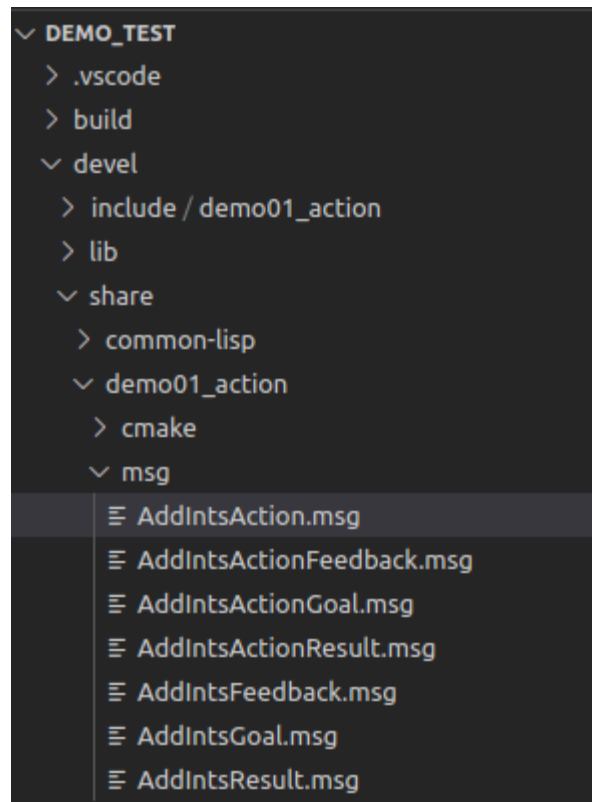 DEMO_TEST
.vscode
build
devel
include / demo01_action
lib
share
common-lisp
demo01_action
cmake
msg
AddIntsAction.msg
AddIntsActionFeedback.msg
AddIntsActionGoal.msg
AddIntsActionResult.msg
AddIntsFeedback.msg
AddIntsGoal.msg
AddIntsResult.msg